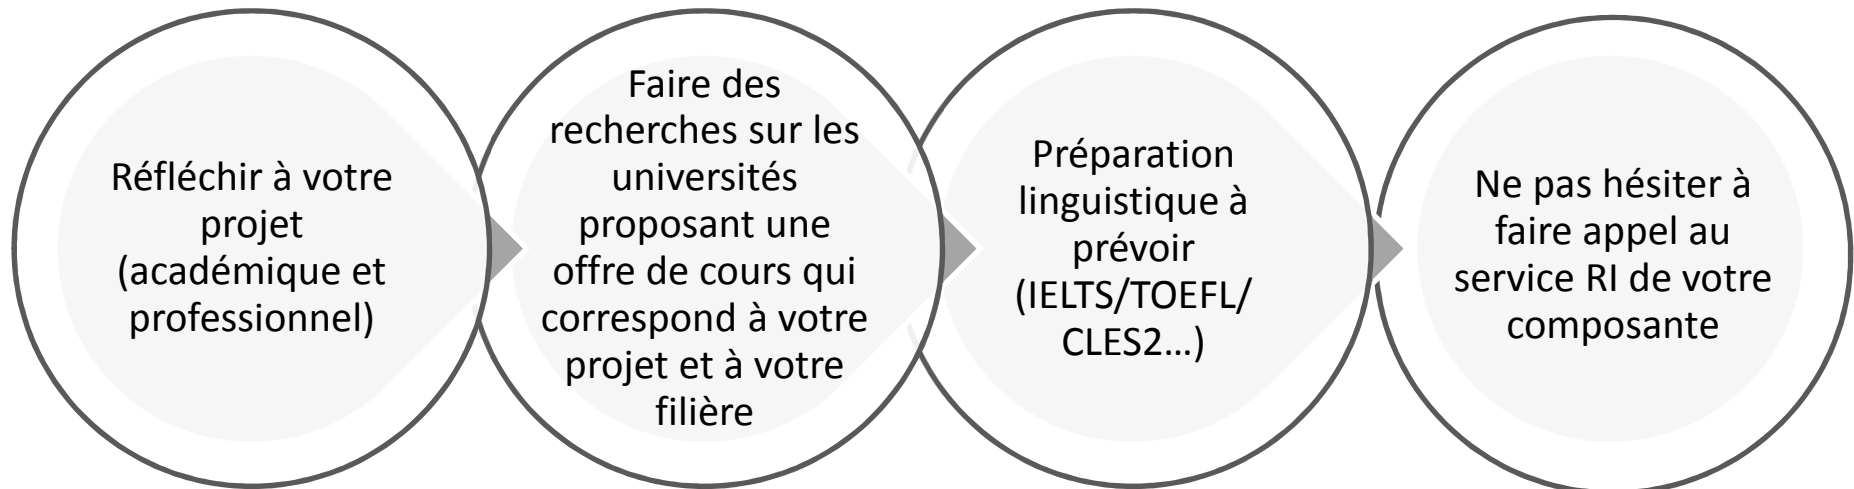 Réfléchir à votre
projet
(académique et
professionnel)
Faire des
recherches sur les
universités
proposant une
offre de cours qui
correspond à votre
projet et à votre
filière
Préparation
linguistique à
prévoir
(IELTS/TOEFL/
CLES2…)
Ne pas hésiter à
faire appel au
service RI de votre
composante